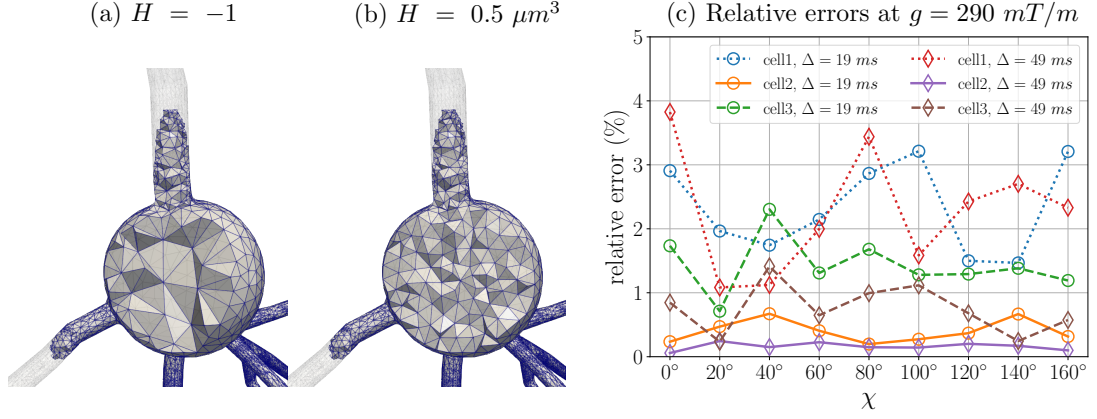 (a) H = −1
(b) H = 0.5 μm³
(c) Relative errors at g = 290 mT/m
5
4
3
2
1
0
relative error (%)
cell1, Δ = 19 ms
cell2, Δ = 19 ms
cell3, Δ = 19 ms
cell1, Δ = 49 ms
cell2, Δ = 49 ms
cell3, Δ = 49 ms
0° 20° 40° 60° 80° 100° 120° 140° 160°
χ